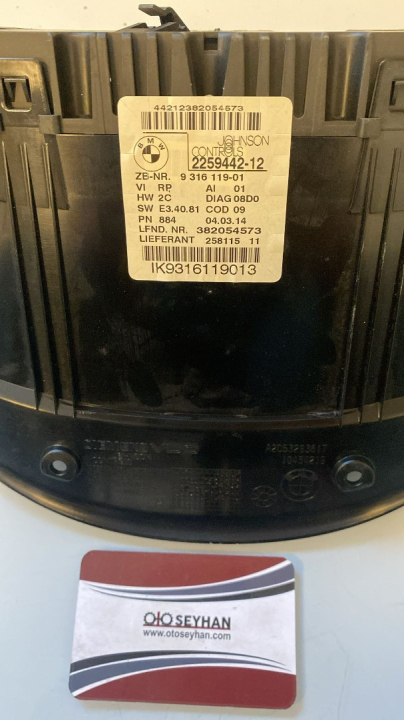 44212382054573
BMW
JOHNSON
CONTROLS
2259442-12
ZB-NR. 9 316 119-01
VI RP AI 01
HW 2C DIAG 08D0
SW E3.40.81 COD 09
PN 884 04.03.14
LFND. NR. 382054573
LIEFERANT 258115 11
IK9316119013
OTOSEYHAN
www.otoseyhan.com